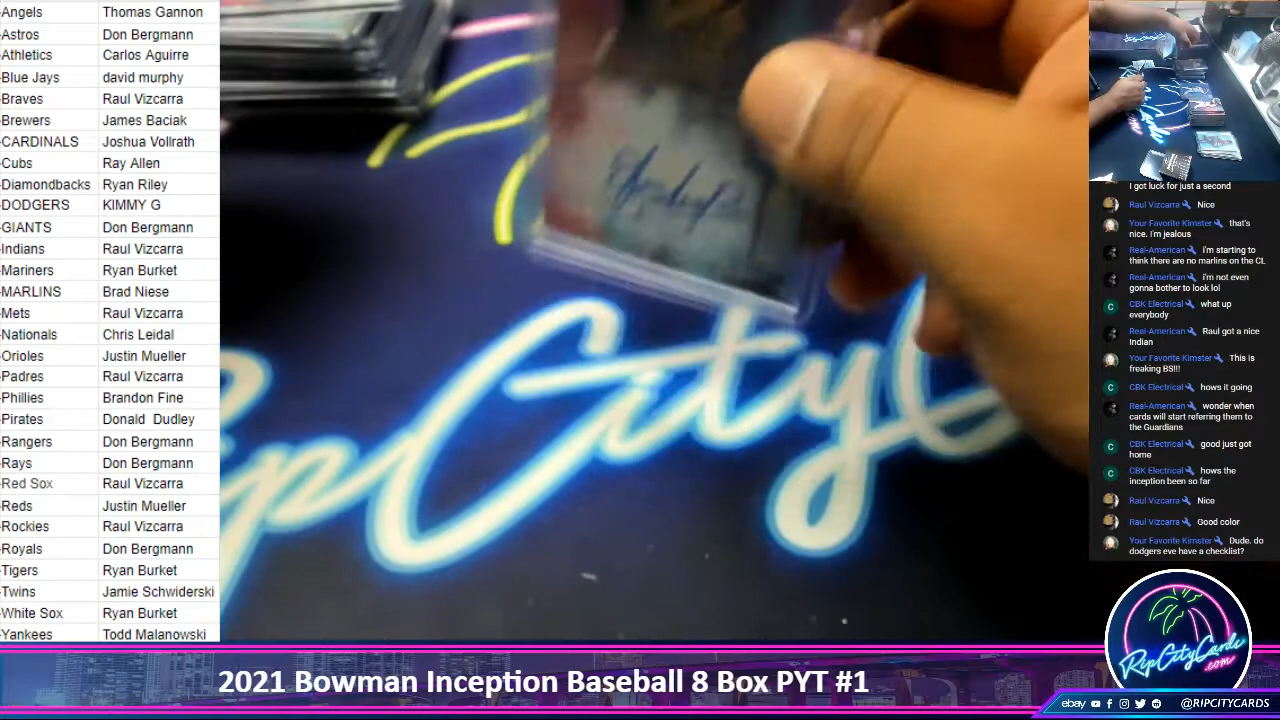 -Angels Thomas Gannon
-Astros Don Bergmann
-Athletics Carlos Aguirre
-Blue Jays david murphy
-Braves Raul Vizcarra
-Brewers James Baciak
-CARDINALS Joshua Vollrath
-Cubs Ray Allen
-Diamondbacks Ryan Riley
-DODGERS KIMMY G
-GIANTS Don Bergmann
-Indians Raul Vizcarra
-Mariners Ryan Burket
-MARLINS Brad Niese
-Mets Raul Vizcarra
-Nationals Chris Leidal
-Orioles Justin Mueller
-Padres Raul Vizcarra
-Phillies Brandon Fine
-Pirates Donald Dudley
-Rangers Don Bergmann
-Rays Don Bergmann
-Red Sox Raul Vizcarra
-Reds Justin Mueller
-Rockies Raul Vizcarra
-Royals Don Bergmann
-Tigers Ryan Burket
-Twins Jamie Schwiderski
-White Sox Ryan Burket
-Yankees Todd Malanowski
Rip City
I got luck for just a second
Raul Vizcarra Nice
Your Favorite Kimster that's
nice. i'm jealous
Real-American i'm starting to
think there are no marlins on the CL
Real-American i'm not even
gonna bother to look lol
C CBK Electrical what up
everybody
Real-American Raul got a nice
Indian
Your Favorite Kimster This is
freaking BS!!!
C CBK Electrical hows it going
Real-American wonder when
cards will start referring them to
the Guardians
C CBK Electrical good just got
home
C CBK Electrical hows the
inception been so far
Raul Vizcarra Nice
Raul Vizcarra Good color
Your Favorite Kimster Dude. do
dodgers eve have a checklist?
RipCityCards
.com
2021 Bowman Inception Baseball 8 Box PYT #1
ebay @RIPCITYCARDS